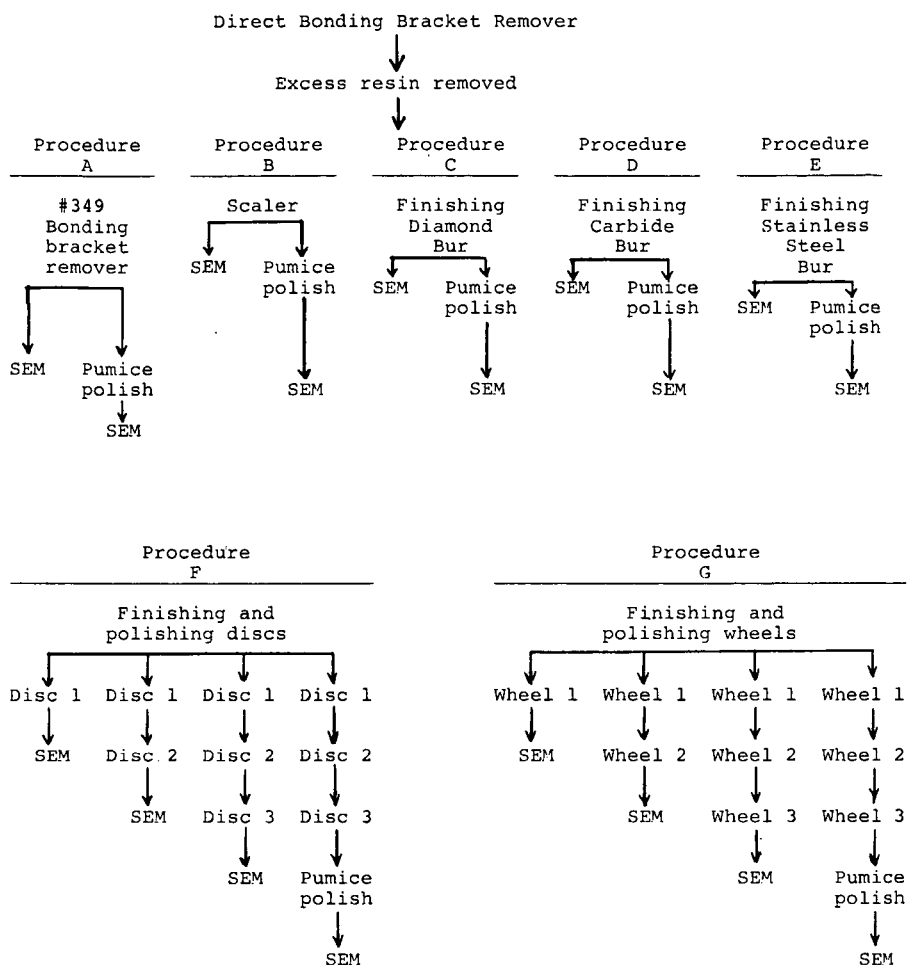 Direct Bonding Bracket Remover
Excess resin removed
Procedure A
Procedure B
Procedure C
Procedure D
Procedure E
#349
Bonding
bracket
remover
SEM
Pumice
polish
SEM
Scaler
SEM
Pumice
polish
SEM
Finishing
Diamond
Bur
SEM
Pumice
polish
SEM
Finishing
Carbide
Bur
SEM
Pumice
polish
SEM
Finishing
Stainless
Steel
Bur
SEM
Pumice
polish
SEM
Procedure
F
Finishing and
polishing discs
Disc 1 Disc 1 Disc 1 Disc 1
SEM Disc 2 Disc 2 Disc 2
SEM Disc 3 Disc 3
SEM Pumice
polish
SEM
Procedure
G
Finishing and
polishing wheels
Wheel 1 Wheel 1 Wheel 1 Wheel 1
SEM Wheel 2 Wheel 2 Wheel 2
SEM Wheel 3 Wheel 3
SEM Pumice
polish
SEM